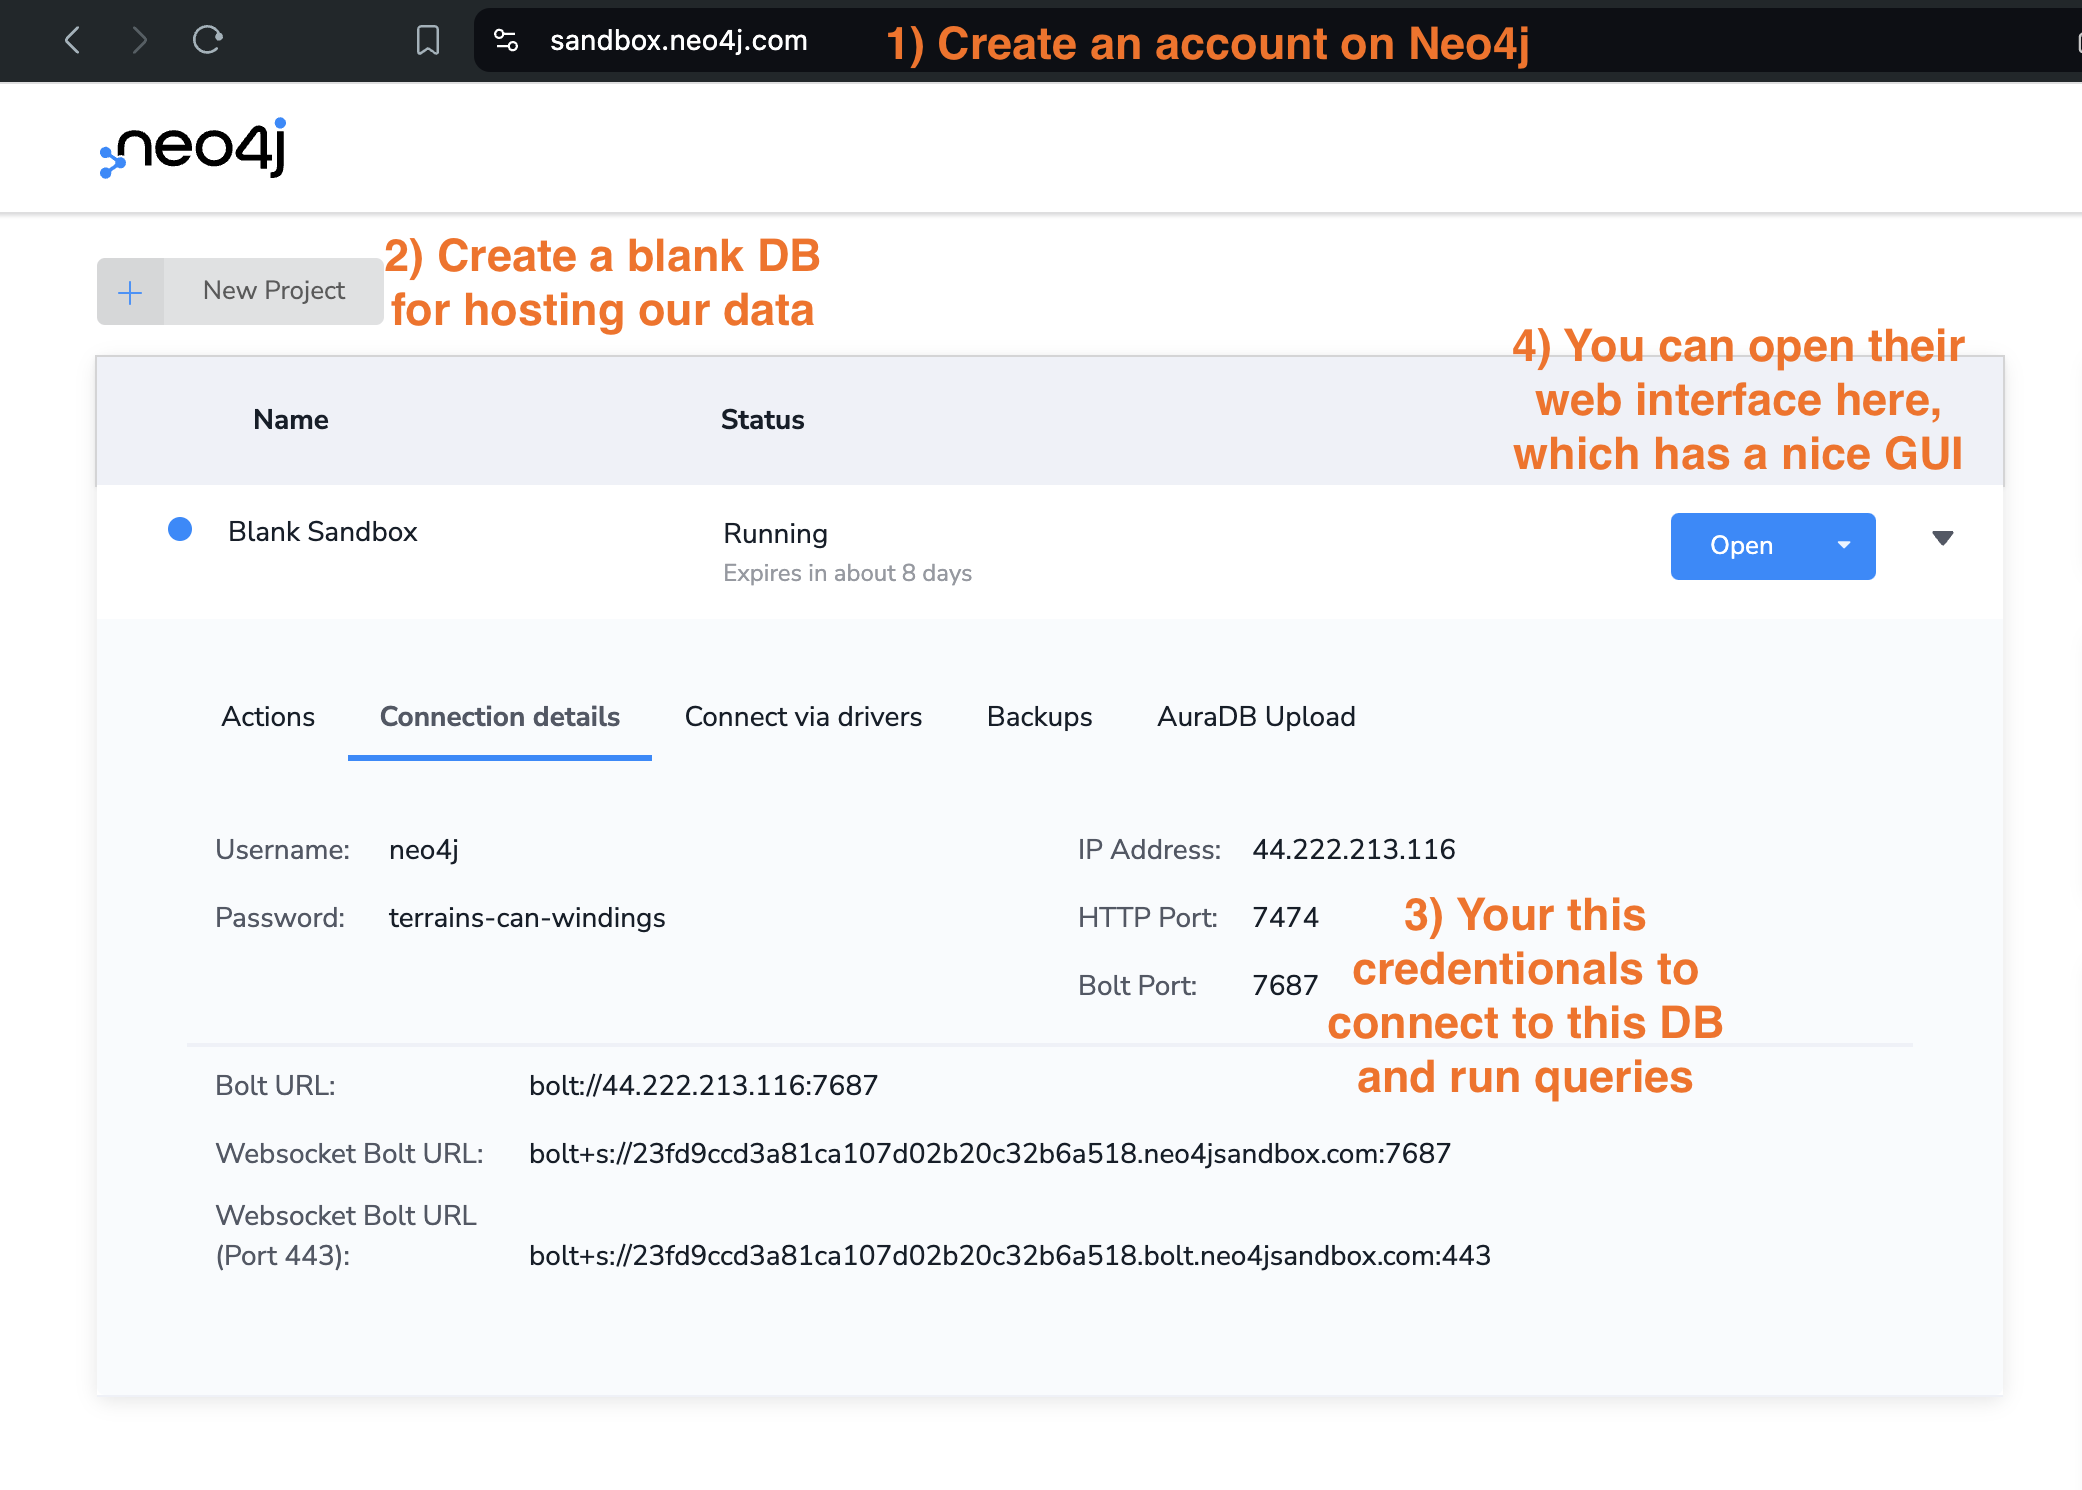 sandbox.neo4j.com
1) Create an account on Neo4j
neo4j
New Project
2) Create a blank DB
for hosting our data
4) You can open their
web interface here,
which has a nice GUI
Name
Status
Blank Sandbox
Running
Expires in about 8 days
Open
Actions
Connection details
Connect via drivers
Backups
AuraDB Upload
Username: neo4j
IP Address: 44.222.213.116
Password: terrains-can-windings
HTTP Port: 7474
Bolt Port: 7687
3) Your this
credentionals to
connect to this DB
and run queries
Bolt URL: bolt://44.222.213.116:7687
Websocket Bolt URL: bolt+s://23fd9ccd3a81ca107d02b20c32b6a518.neo4jsandbox.com:7687
Websocket Bolt URL
(Port 443): bolt+s://23fd9ccd3a81ca107d02b20c32b6a518.bolt.neo4jsandbox.com:443